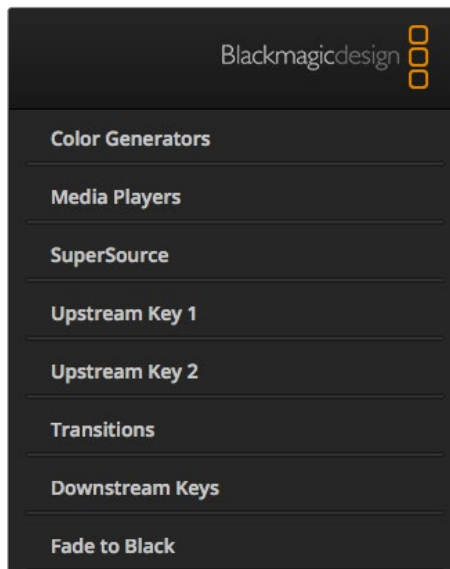 Blackmagicdesign
Color Generators
Media Players
SuperSource
Upstream Key 1
Upstream Key 2
Transitions
Downstream Keys
Fade to Black